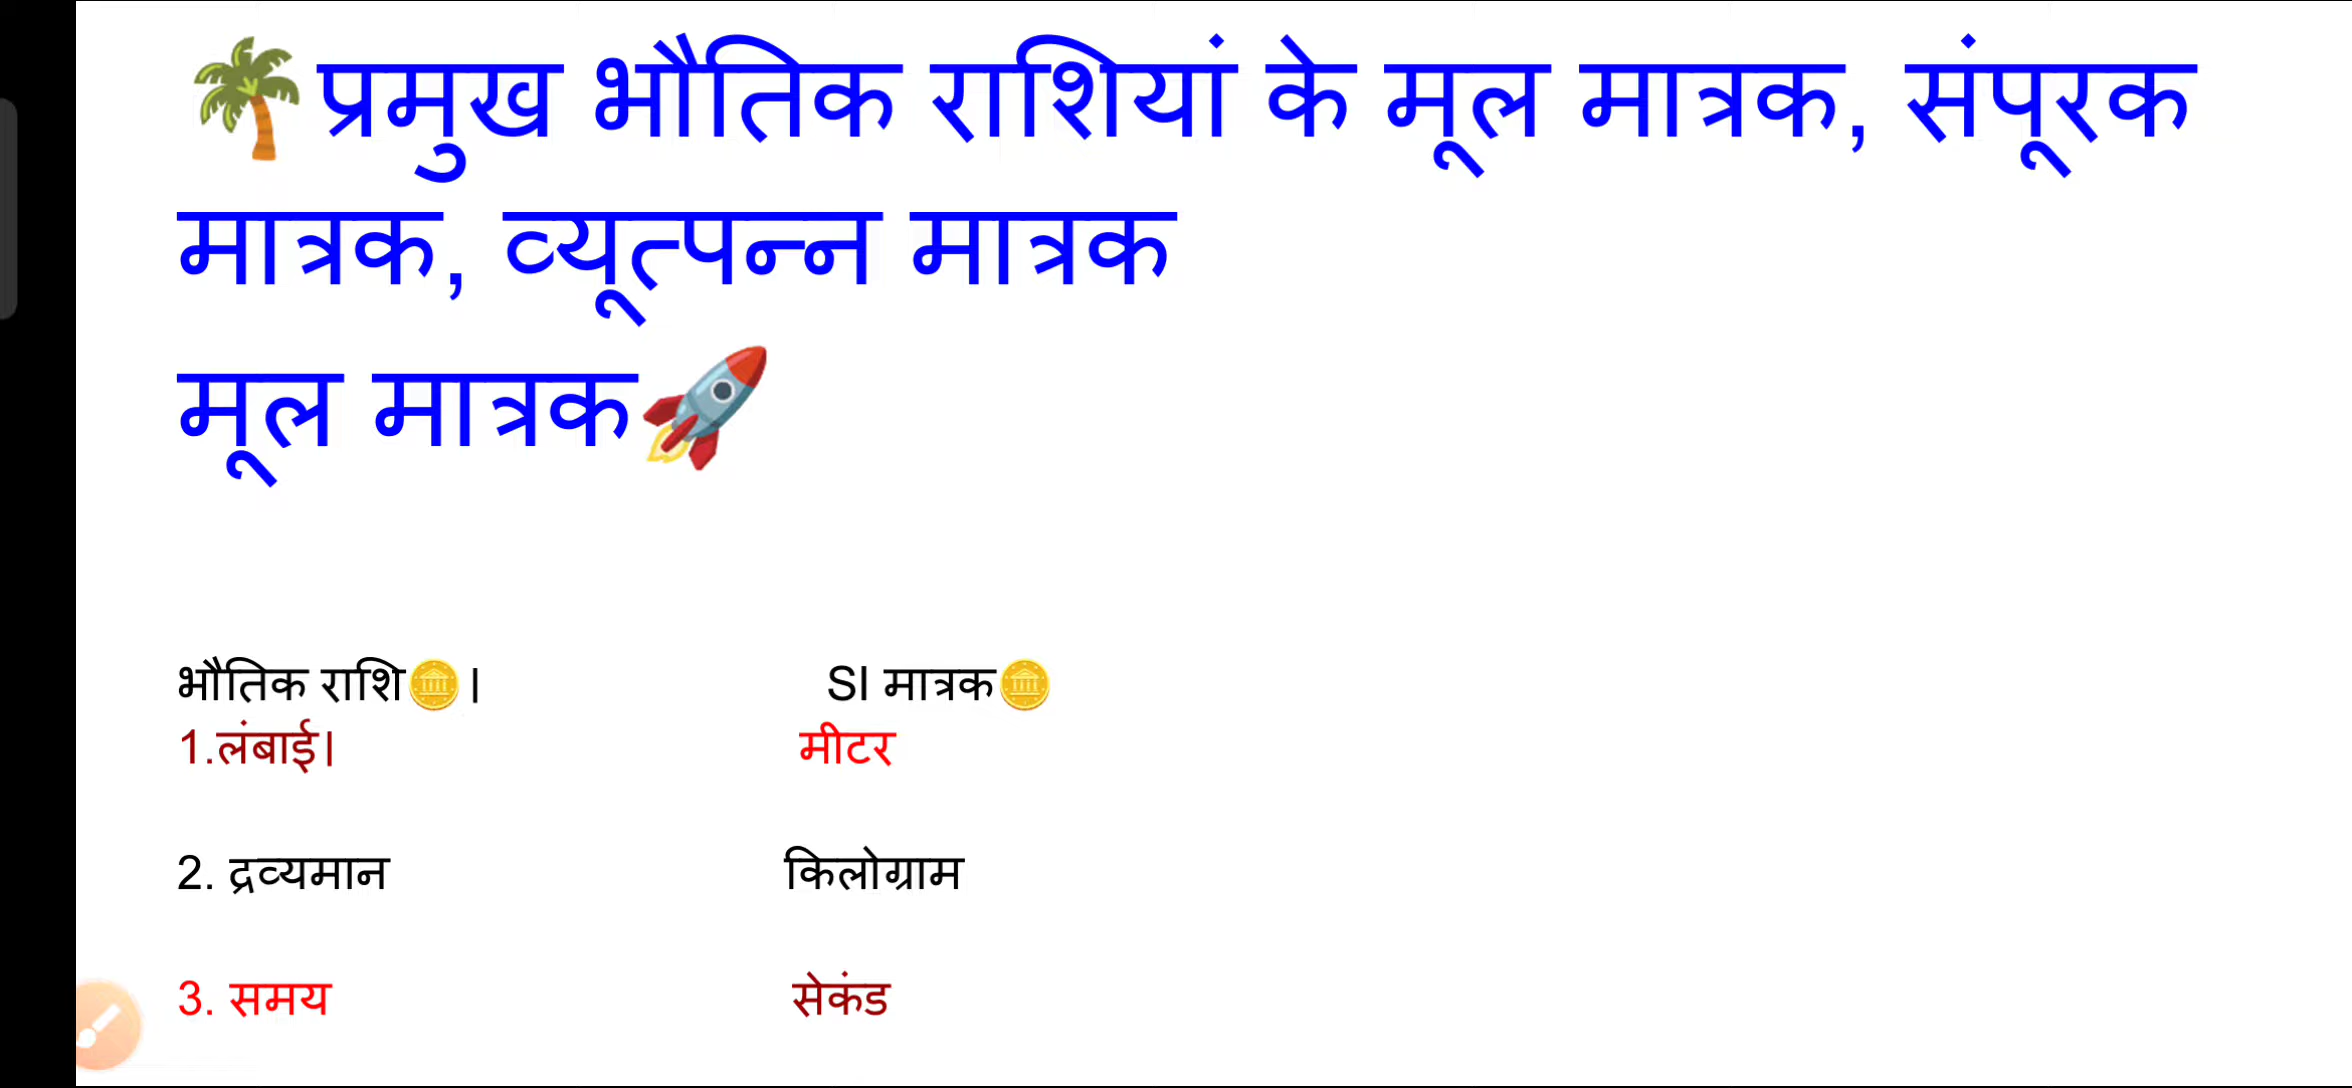 🌴प्रमुख भौतिक राशियां के मूल मात्रक, संपूरक
मात्रक, व्यूत्पन्न मात्रक
मूल मात्रक🚀
भौतिक राशि🪙। SI मात्रक🪙
1.लंबाई। मीटर
2. द्रव्यमान किलोग्राम
3. समय सेकंड